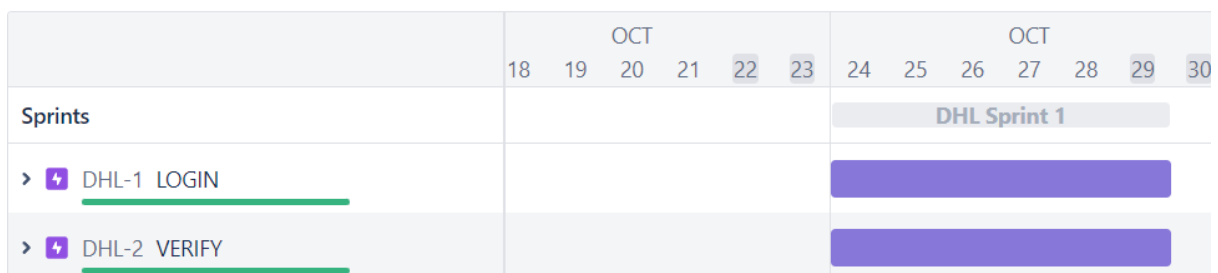 OCT OCT
18 19 20 21 22 23 24 25 26 27 28 29 30
Sprints DHL Sprint 1
DHL-1 LOGIN
DHL-2 VERIFY